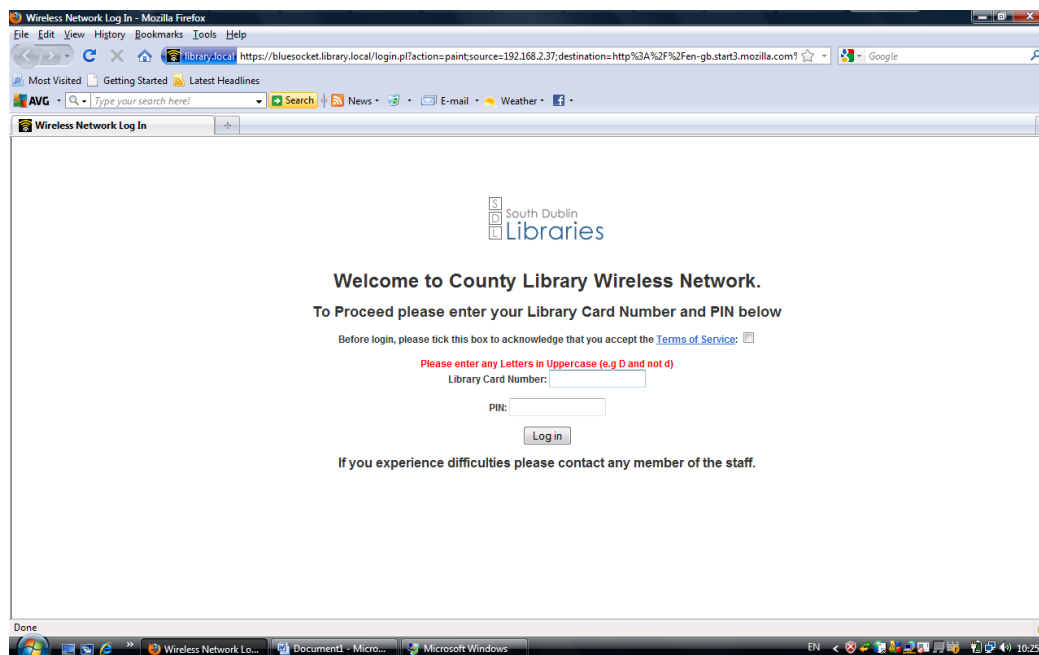 Wireless Network Log In - Mozilla Firefox
File Edit View History Bookmarks Tools Help
library.local https://bluesocket.library.local/login.pl?action=paint;source=192.168.2.37;destination=http%3A%2F%2Fen-gb.start3.mozilla.com% Google
Most Visited Getting Started Latest Headlines
AVG Type your search here! Search News E-mail Weather
Wireless Network Log In
S
D South Dublin
L Libraries
Welcome to County Library Wireless Network.
To Proceed please enter your Library Card Number and PIN below
Before login, please tick this box to acknowledge that you accept the Terms of Service:
Please enter any Letters in Uppercase (e.g D and not d)
Library Card Number:
PIN:
Log in
If you experience difficulties please contact any member of the staff.
Done
Wireless Network Lo... Document1 - Micro... Microsoft Windows EN 10:25